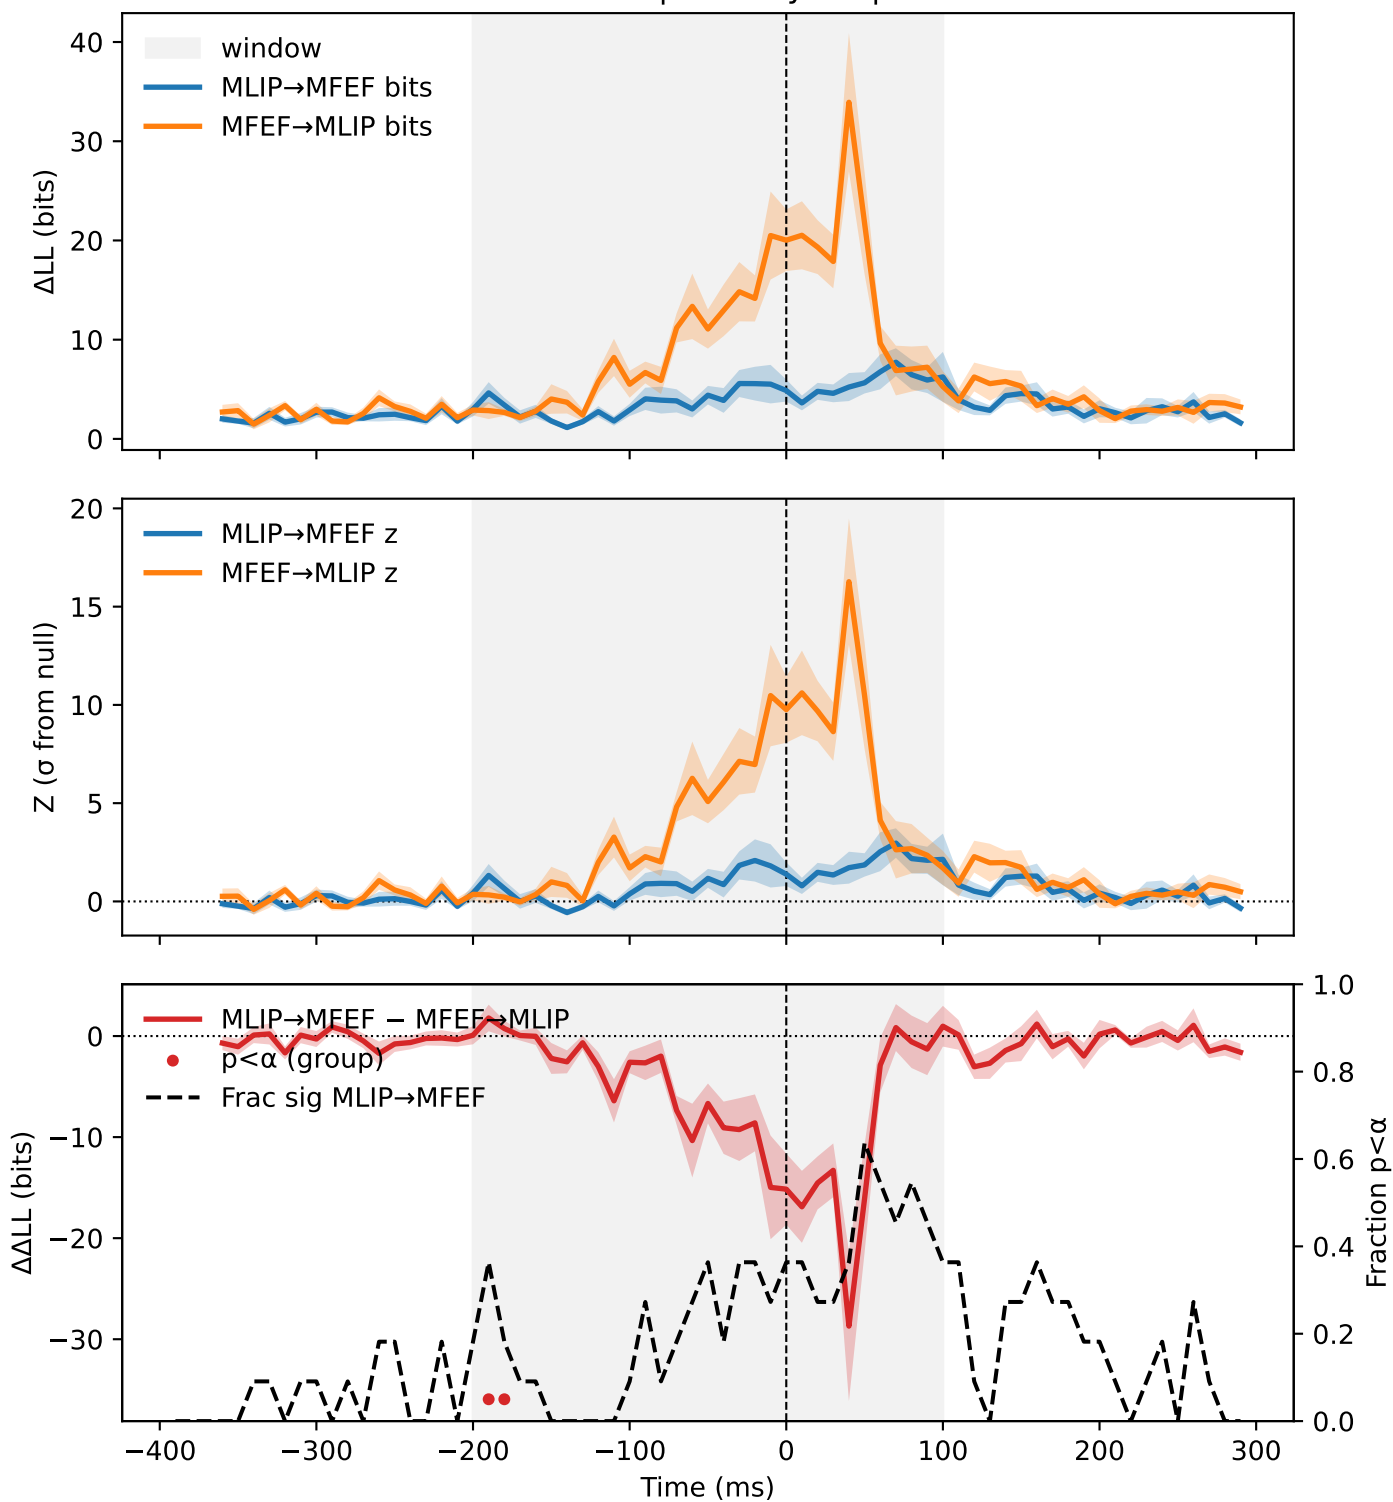 40
30
20
10
0
ΔLL (bits)
window
MLIP→MFEF bits
MFEF→MLIP bits
20
15
10
5
0
Z (σ from null)
MLIP→MFEF z
MFEF→MLIP z
0
−10
−20
−30
ΔΔLL (bits)
MLIP→MFEF − MFEF→MLIP
p<α (group)
Frac sig MLIP→MFEF
1.0
0.8
0.6
0.4
0.2
0.0
Fraction p<α
−400 −300 −200 −100 0 100 200 300
Time (ms)